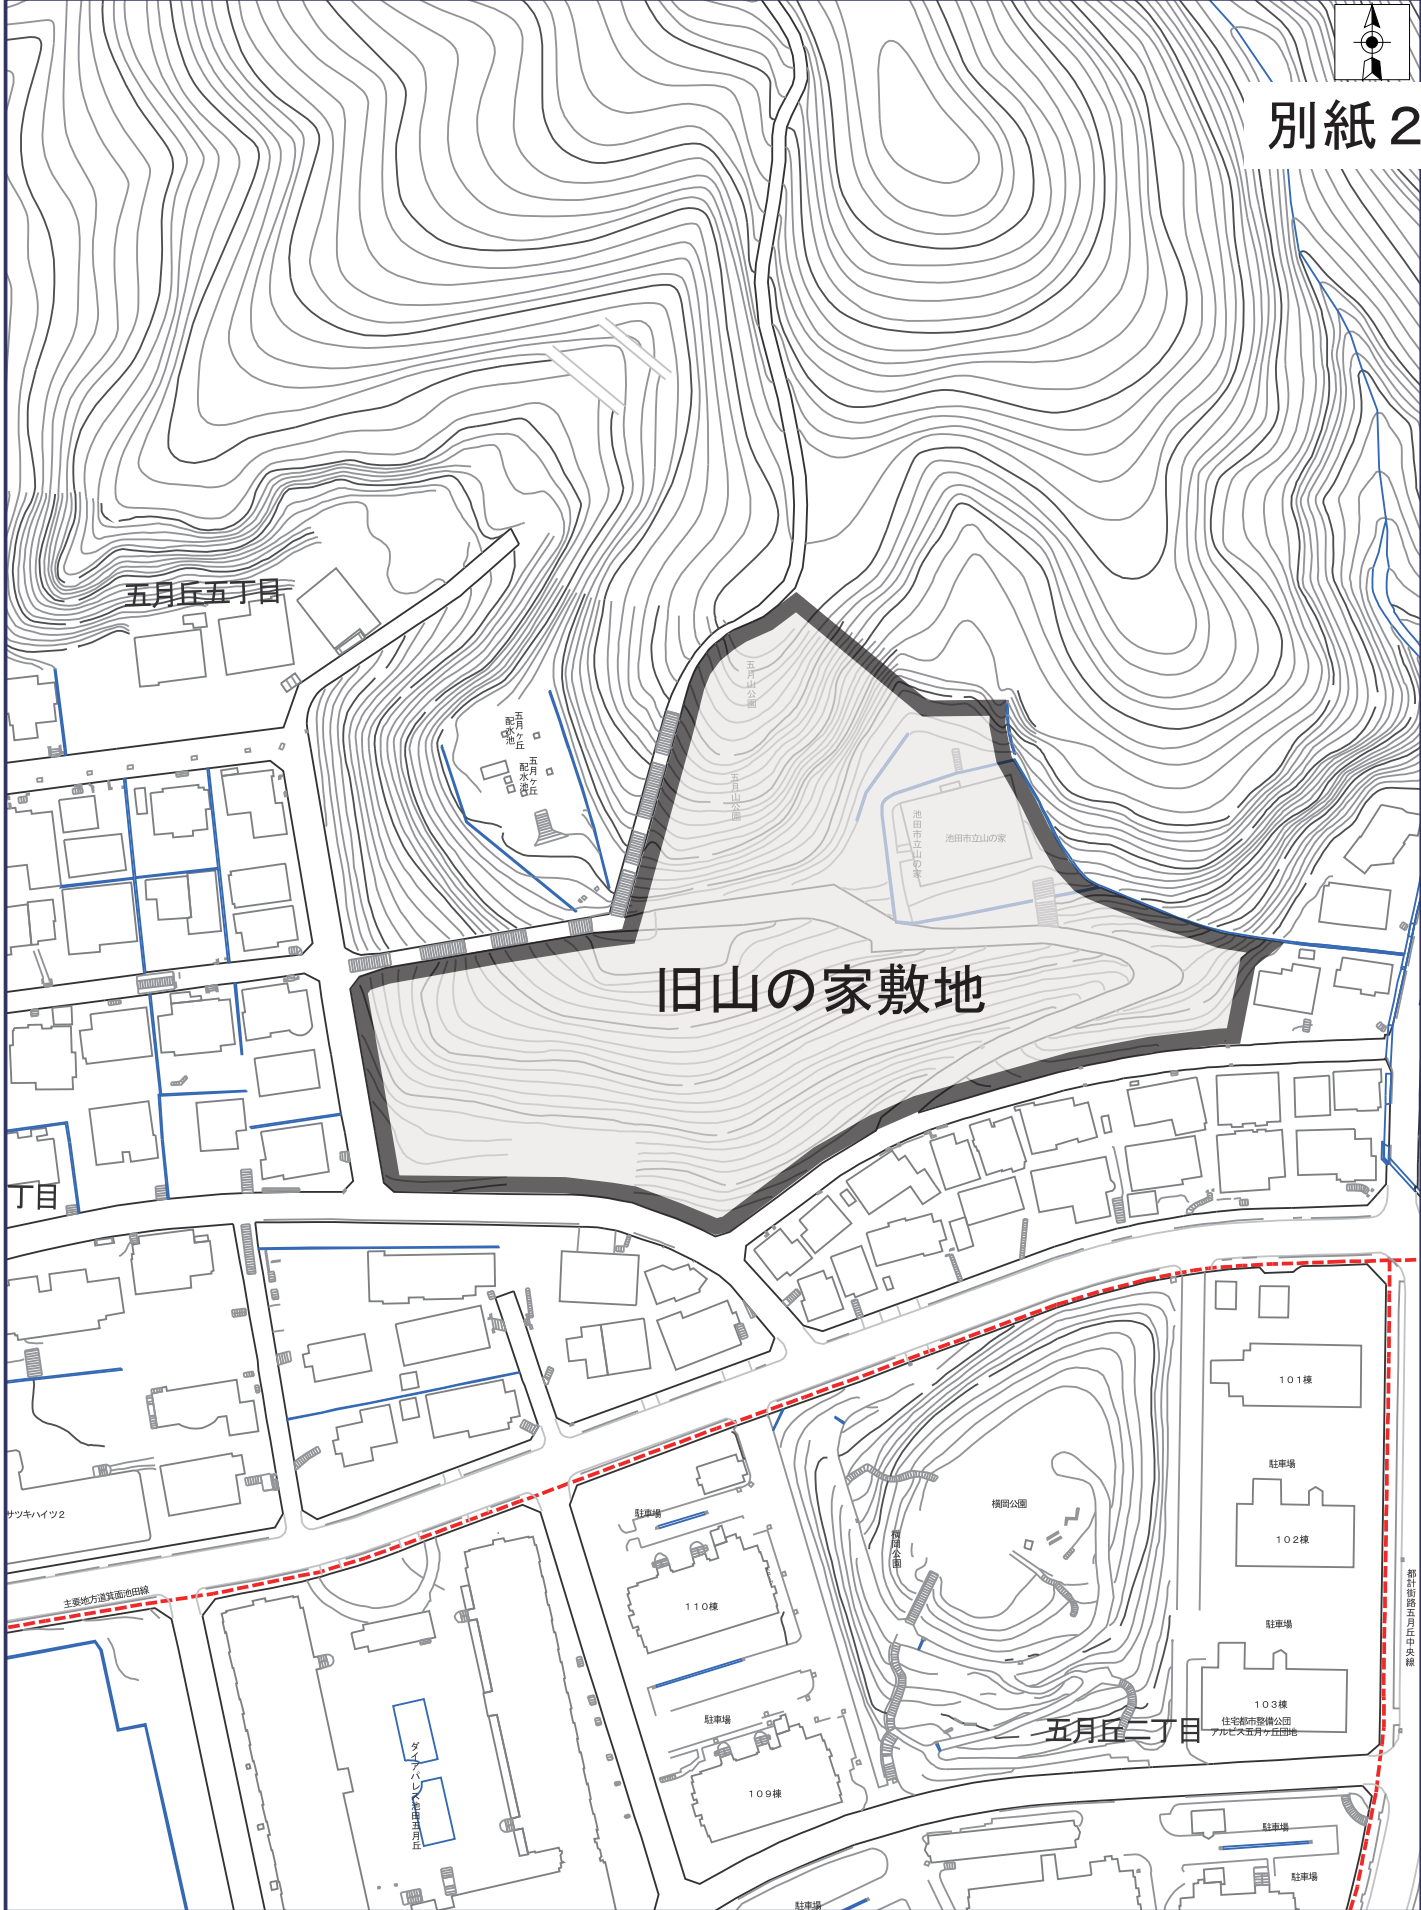 別紙２
五月丘五丁目
五月山公園
五月ヶ丘
配水池
五月ヶ丘
配水池
五月山公園
池田市立山の家
池田市立山の家
旧山の家敷地
丁目
101棟
駐車場
サツキハイツ2
横岡公園
駐車場
102棟
横岡公園
主要地方道箕面池田線
110棟
都計街路五月丘中央線
駐車場
103棟
駐車場
住宅都市整備公団
アルビス五月ヶ丘団地
五月丘二丁目
ダイアパレス池田五月丘
109棟
駐車場
駐車場
駐車場